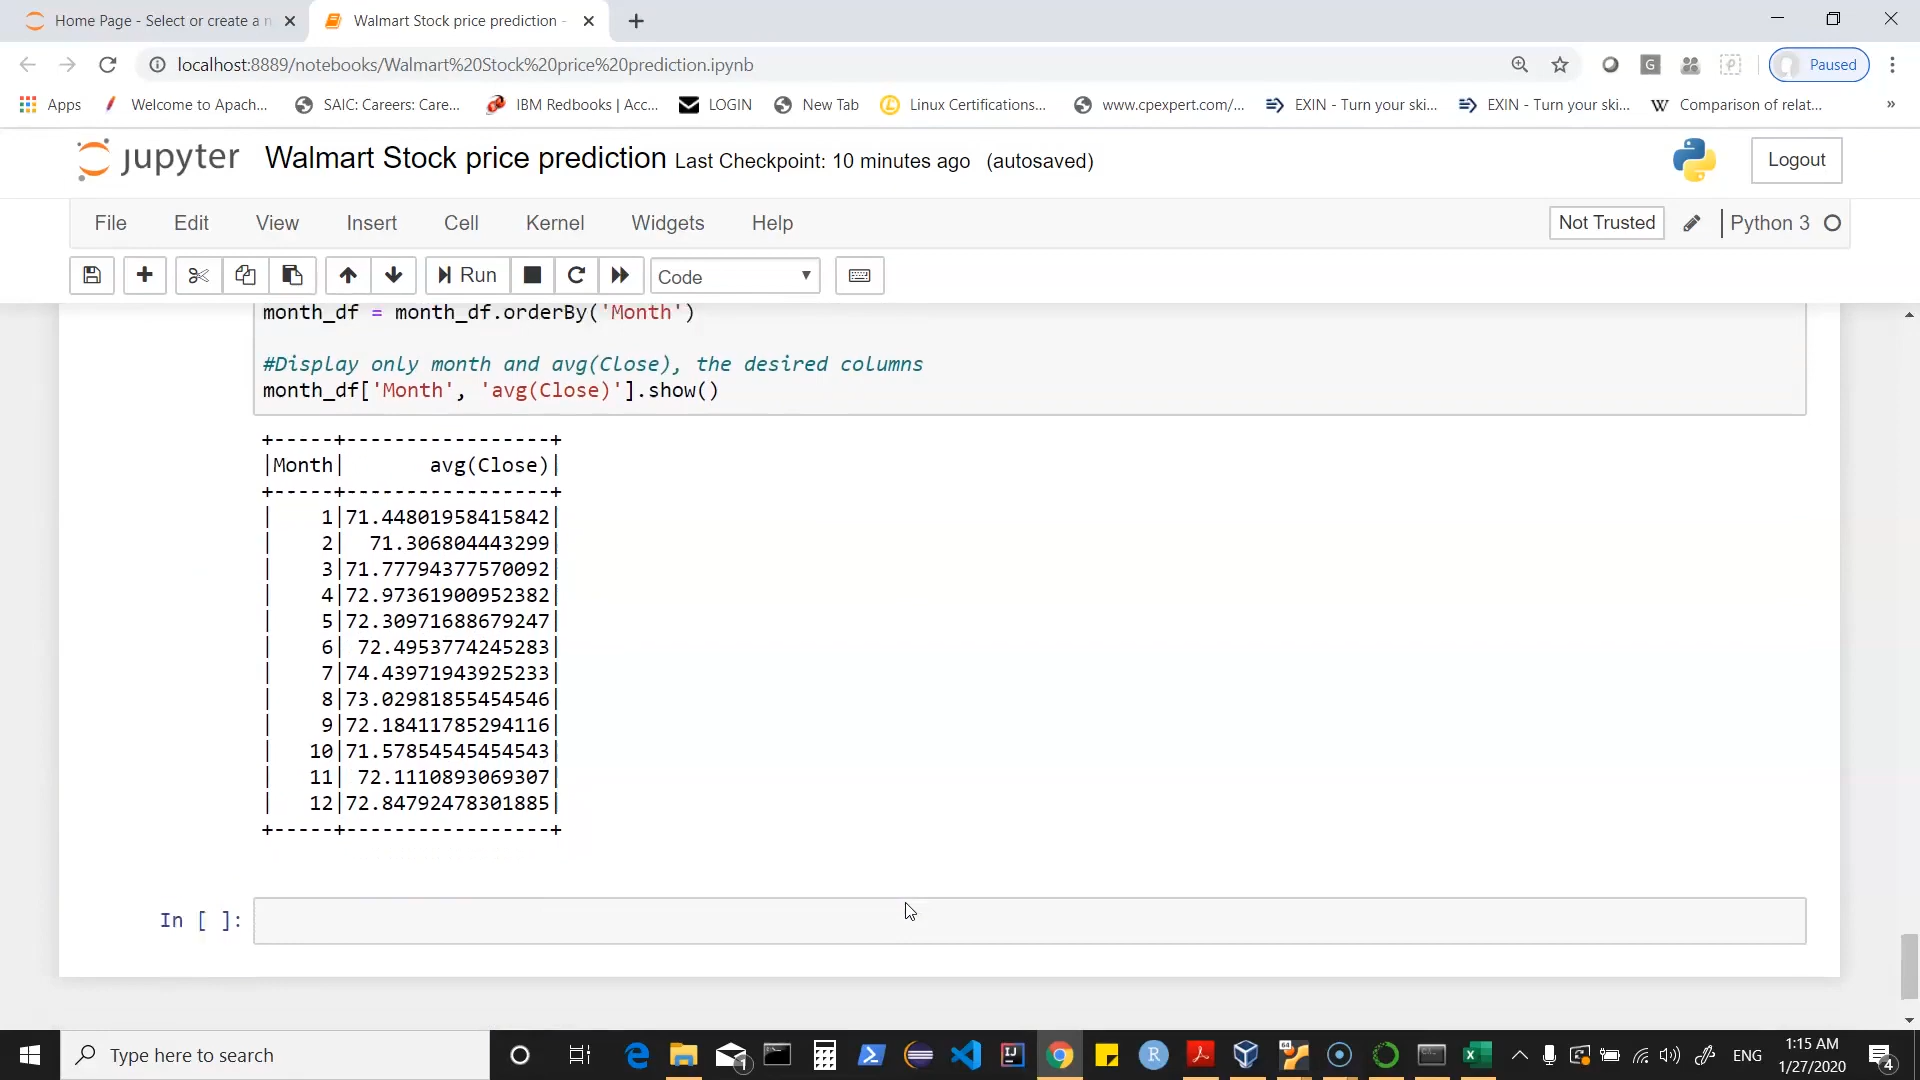 Home Page - Select or create a n
Walmart Stock price prediction -
localhost:8889/notebooks/Walmart%20Stock%20price%20prediction.ipynb
G
Paused
Apps
Welcome to Apach...
SAIC: Careers: Care...
IBM Redbooks | Acc...
LOGIN
New Tab
Linux Certifications...
www.cpexpert.com/...
EXIN - Turn your ski...
EXIN - Turn your ski...
W Comparison of relat...
»
jupyter Walmart Stock price prediction Last Checkpoint: 10 minutes ago (autosaved)
Logout
File Edit View Insert Cell Kernel Widgets Help
Not Trusted
Python 3
Run
Code
month_df = month_df.orderBy('Month')
#Display only month and avg(Close), the desired columns
month_df['Month', 'avg(Close)'].show()
+-----+-----------------+
|Month|       avg(Close)|
+-----+-----------------+
|    1|71.44801958415842|
|    2|  71.306804443299|
|    3|71.77794377570092|
|    4|72.97361900952382|
|    5|72.30971688679247|
|    6| 72.4953774245283|
|    7|74.43971943925233|
|    8|73.02981855454546|
|    9|72.18411785294116|
|   10|71.57854545454543|
|   11| 72.1110893069307|
|   12|72.84792478301885|
+-----+-----------------+
In [ ]:
Type here to search
1
R
64
ENG
1:15 AM
1/27/2020
4